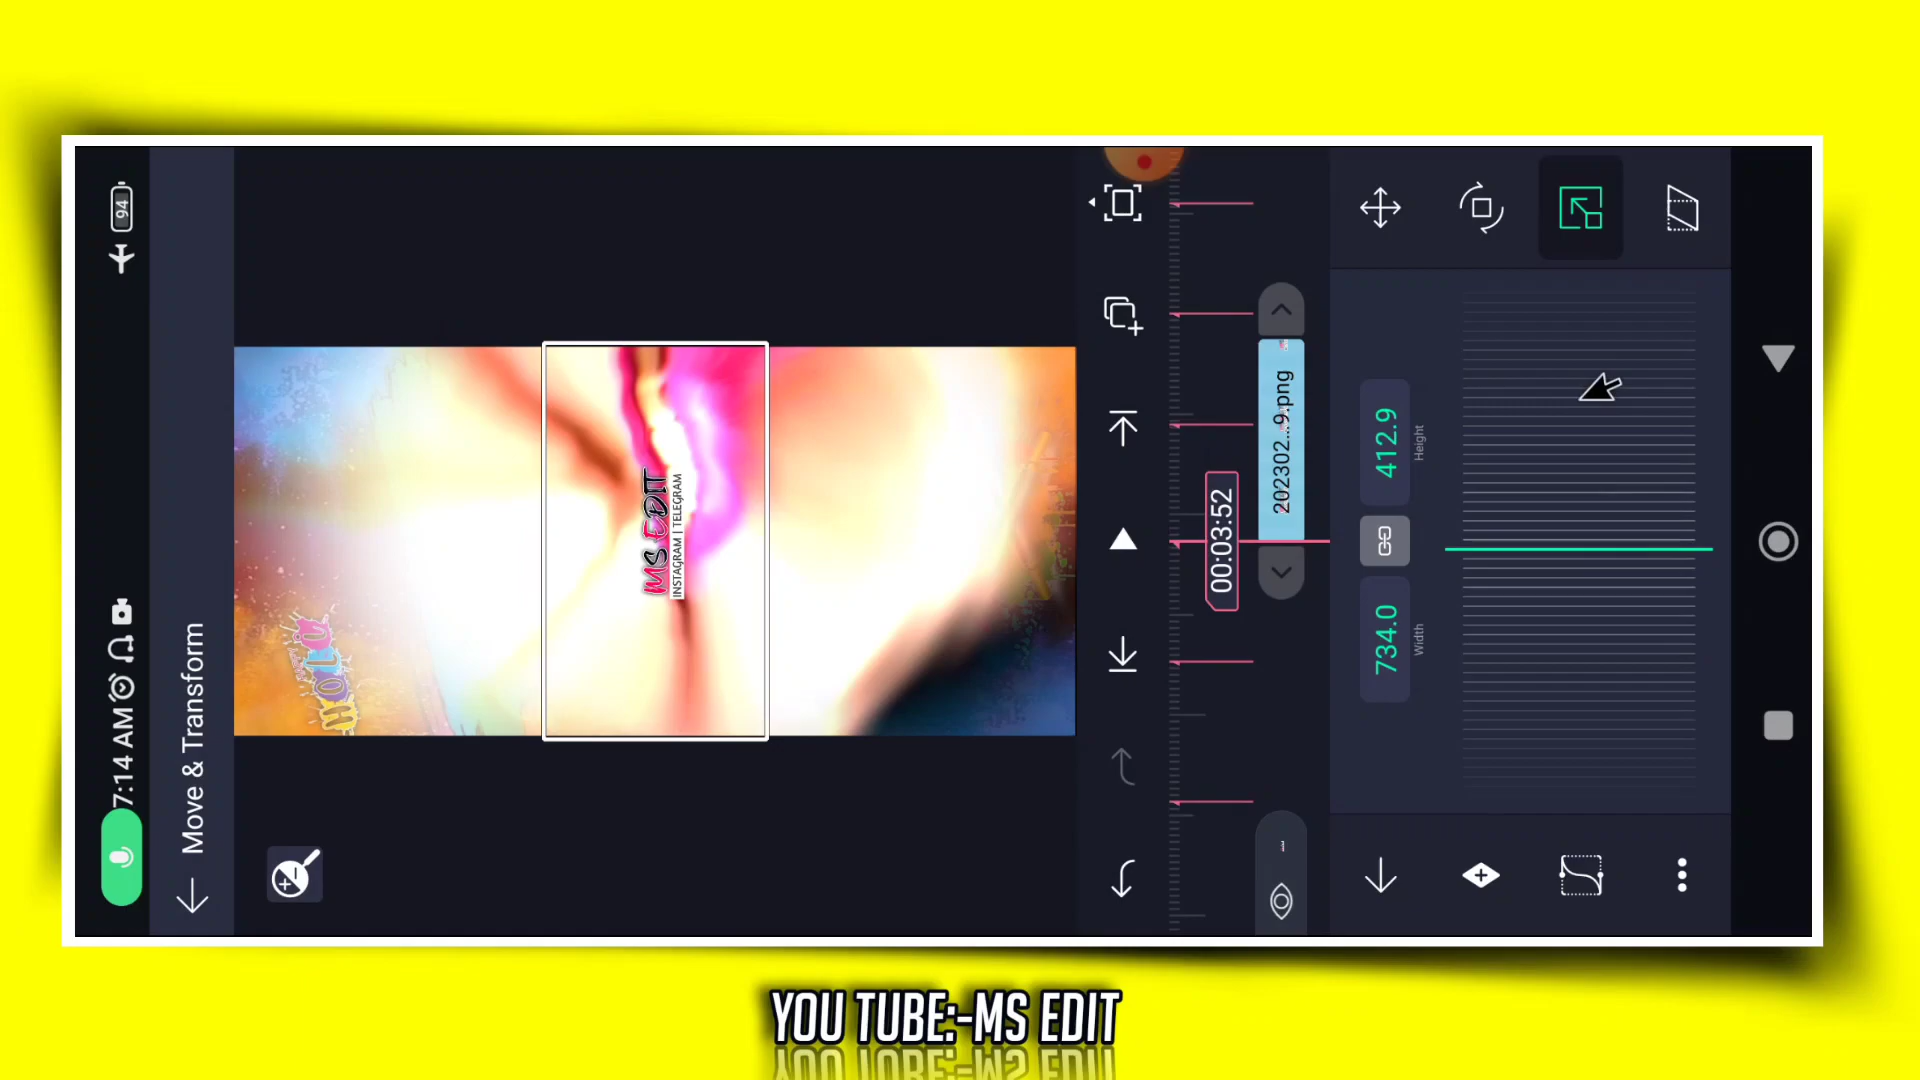 94
7:14 AM
Move & Transform
HOLI
MS EDIT
INSTAGRAM | TELEGRAM
00:03:52
202302...9.png
412.9
Height
734.0
Width
YOU TUBE:-MS EDIT